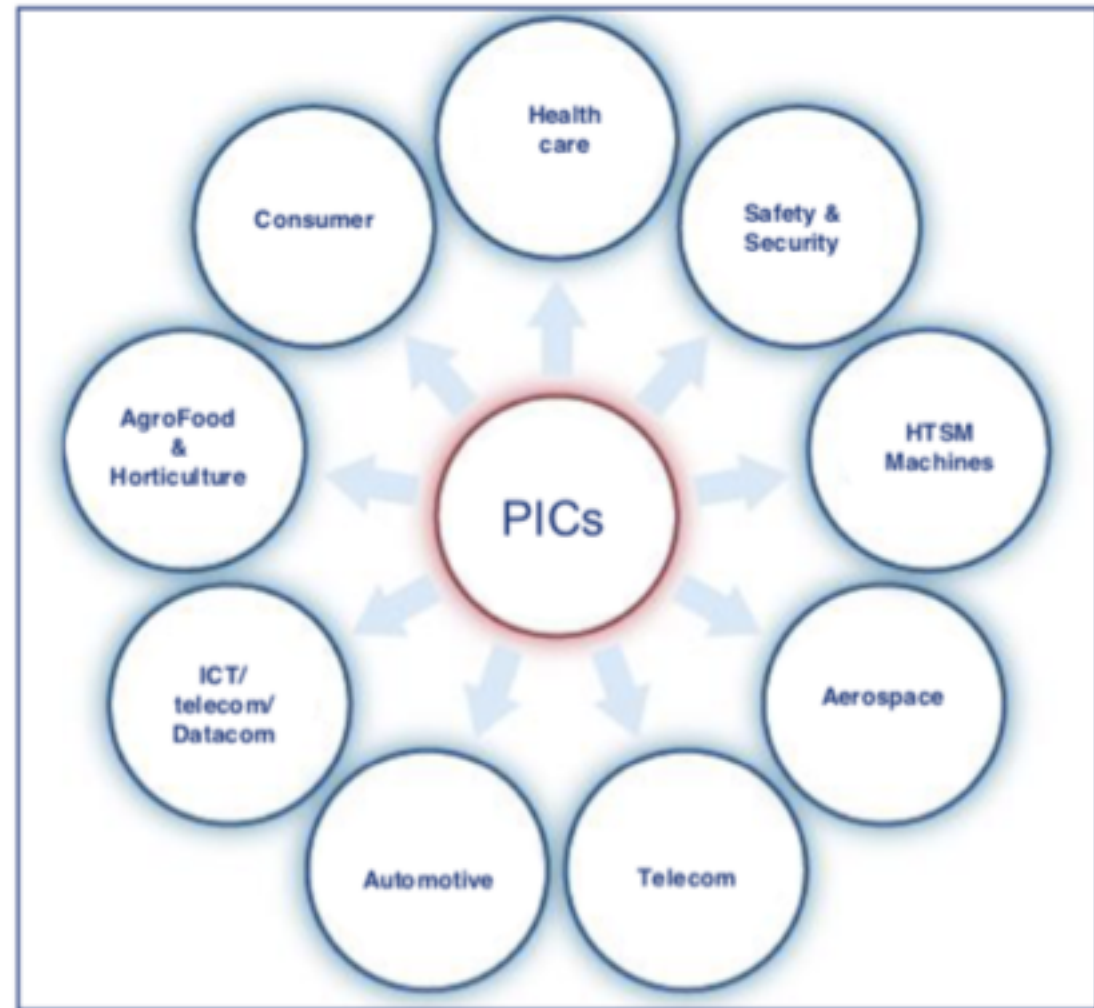 Health
care
Safety &
Security
HTSM
Machines
Aerospace
Telecom
Automotive
ICT/
telecom/
Datacom
AgroFood
&
Horticulture
Consumer
PICs